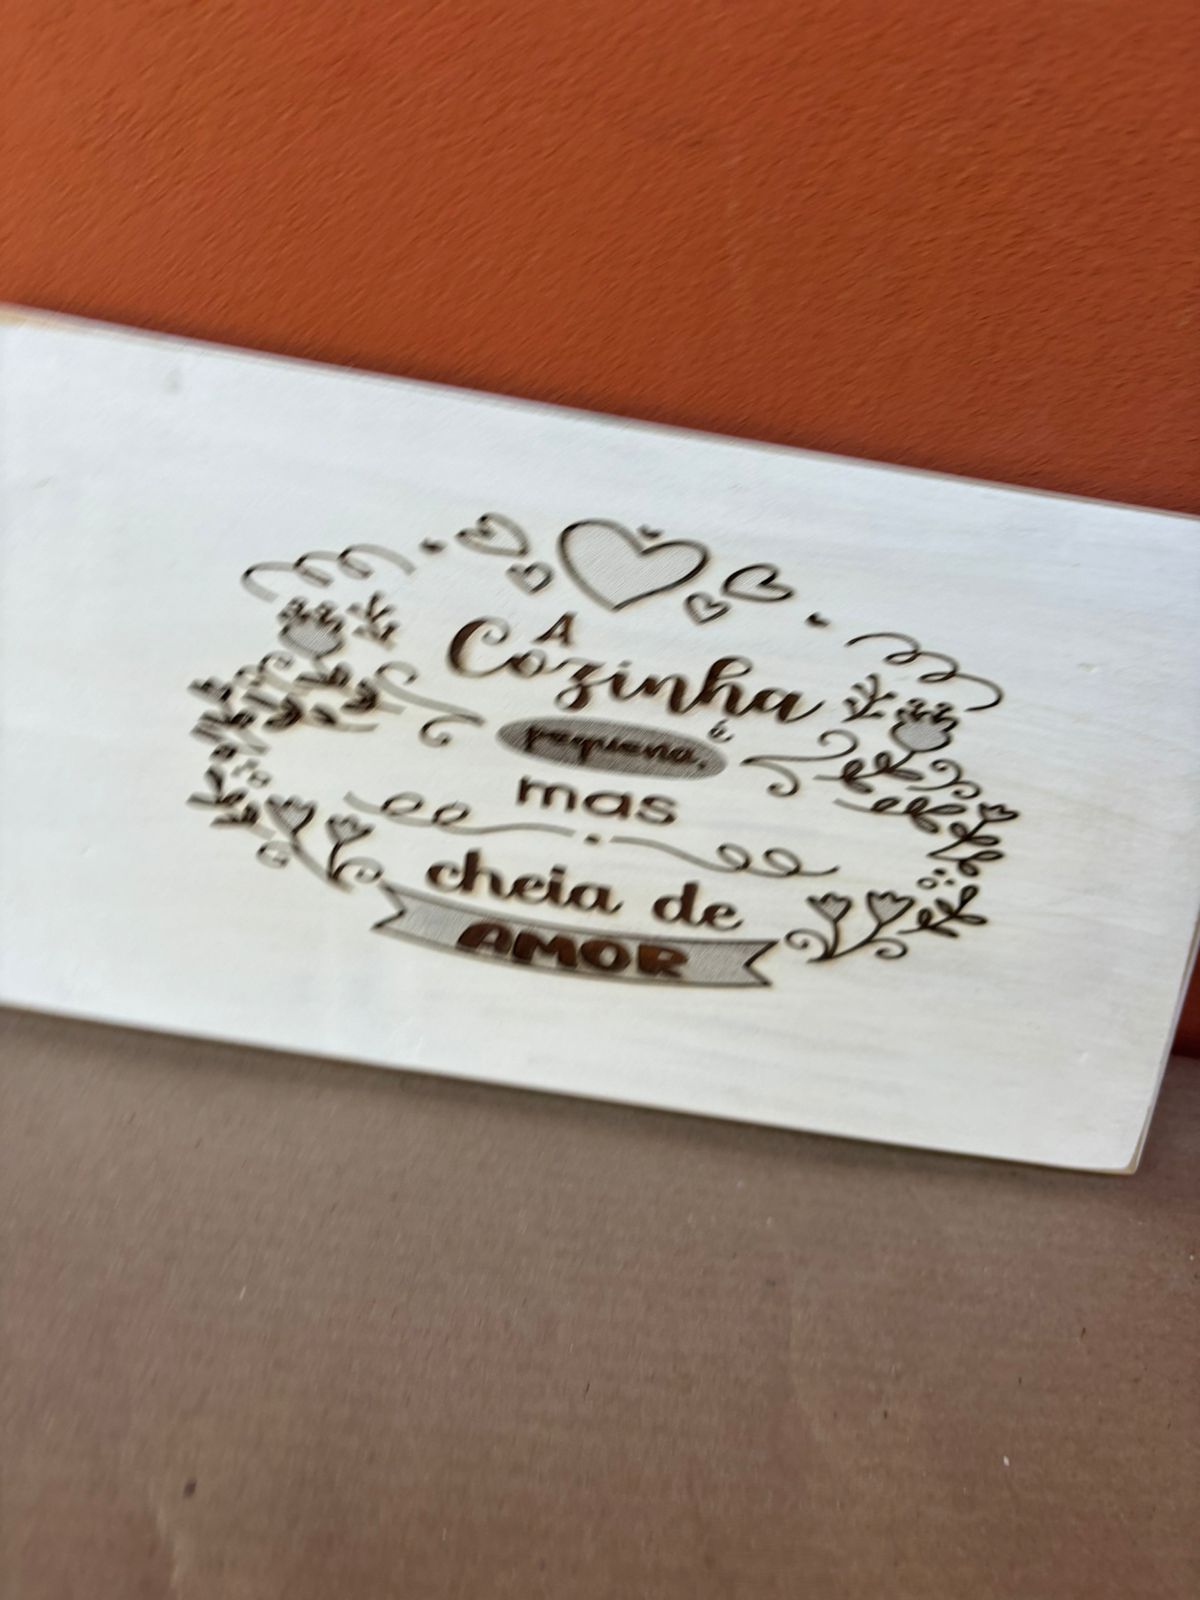 A
Cozinha
é
pequena,
mas
cheia de
AMOR